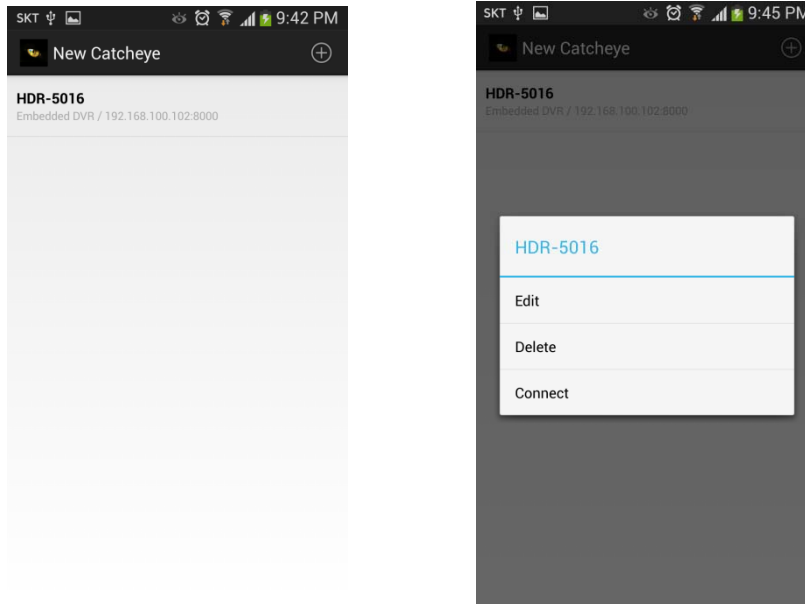 SKT 9:42 PM
New Catcheye
HDR-5016
Embedded DVR / 192.168.100.102:8000
SKT 9:45 PM
New Catcheye
HDR-5016
Embedded DVR / 192.168.100.102:8000
HDR-5016
Edit
Delete
Connect